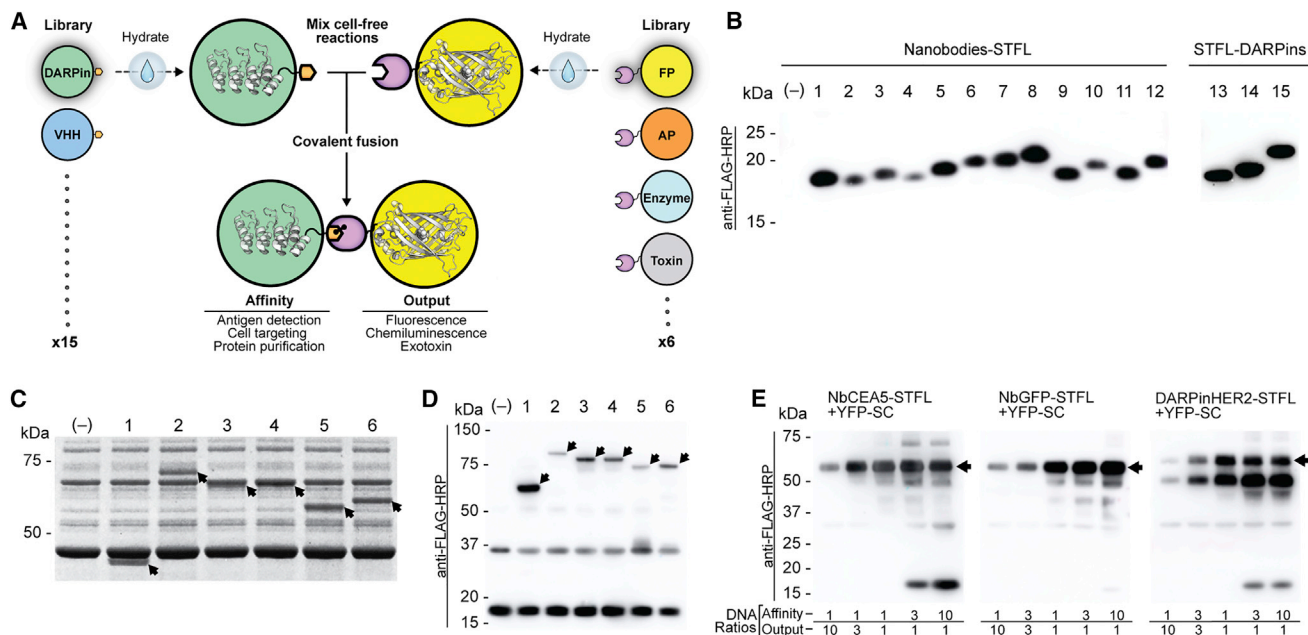 A
Library
DARPin
VHH
x15
Hydrate
Mix cell-free
reactions
Covalent fusion
Hydrate
Library
FP
AP
Enzyme
Toxin
x6
Affinity
Antigen detection
Cell targeting
Protein purification
Output
Fluorescence
Chemiluminescence
Exotoxin
B
Nanobodies-STFL
STFL-DARPins
kDa (–) 1 2 3 4 5 6 7 8 9 10 11 12 13 14 15
anti-FLAG-HRP
25 -
20 -
15 -
C
(–) 1 2 3 4 5 6
kDa
75 -
50 -
D
kDa (–) 1 2 3 4 5 6
anti-FLAG-HRP
150 -
75 -
50 -
37 -
20 -
15 -
E
NbCEA5-STFL
+YFP-SC
NbGFP-STFL
+YFP-SC
DARPinHER2-STFL
+YFP-SC
kDa
anti-FLAG-HRP
75 -
50 -
37 -
25 -
20 -
15 -
DNA Ratios
Affinity- 1 1 1 3 10 1 3 1 3 10 1 3 1 3 10
Output- 10 3 1 1 1 10 3 1 1 1 10 3 1 1 1